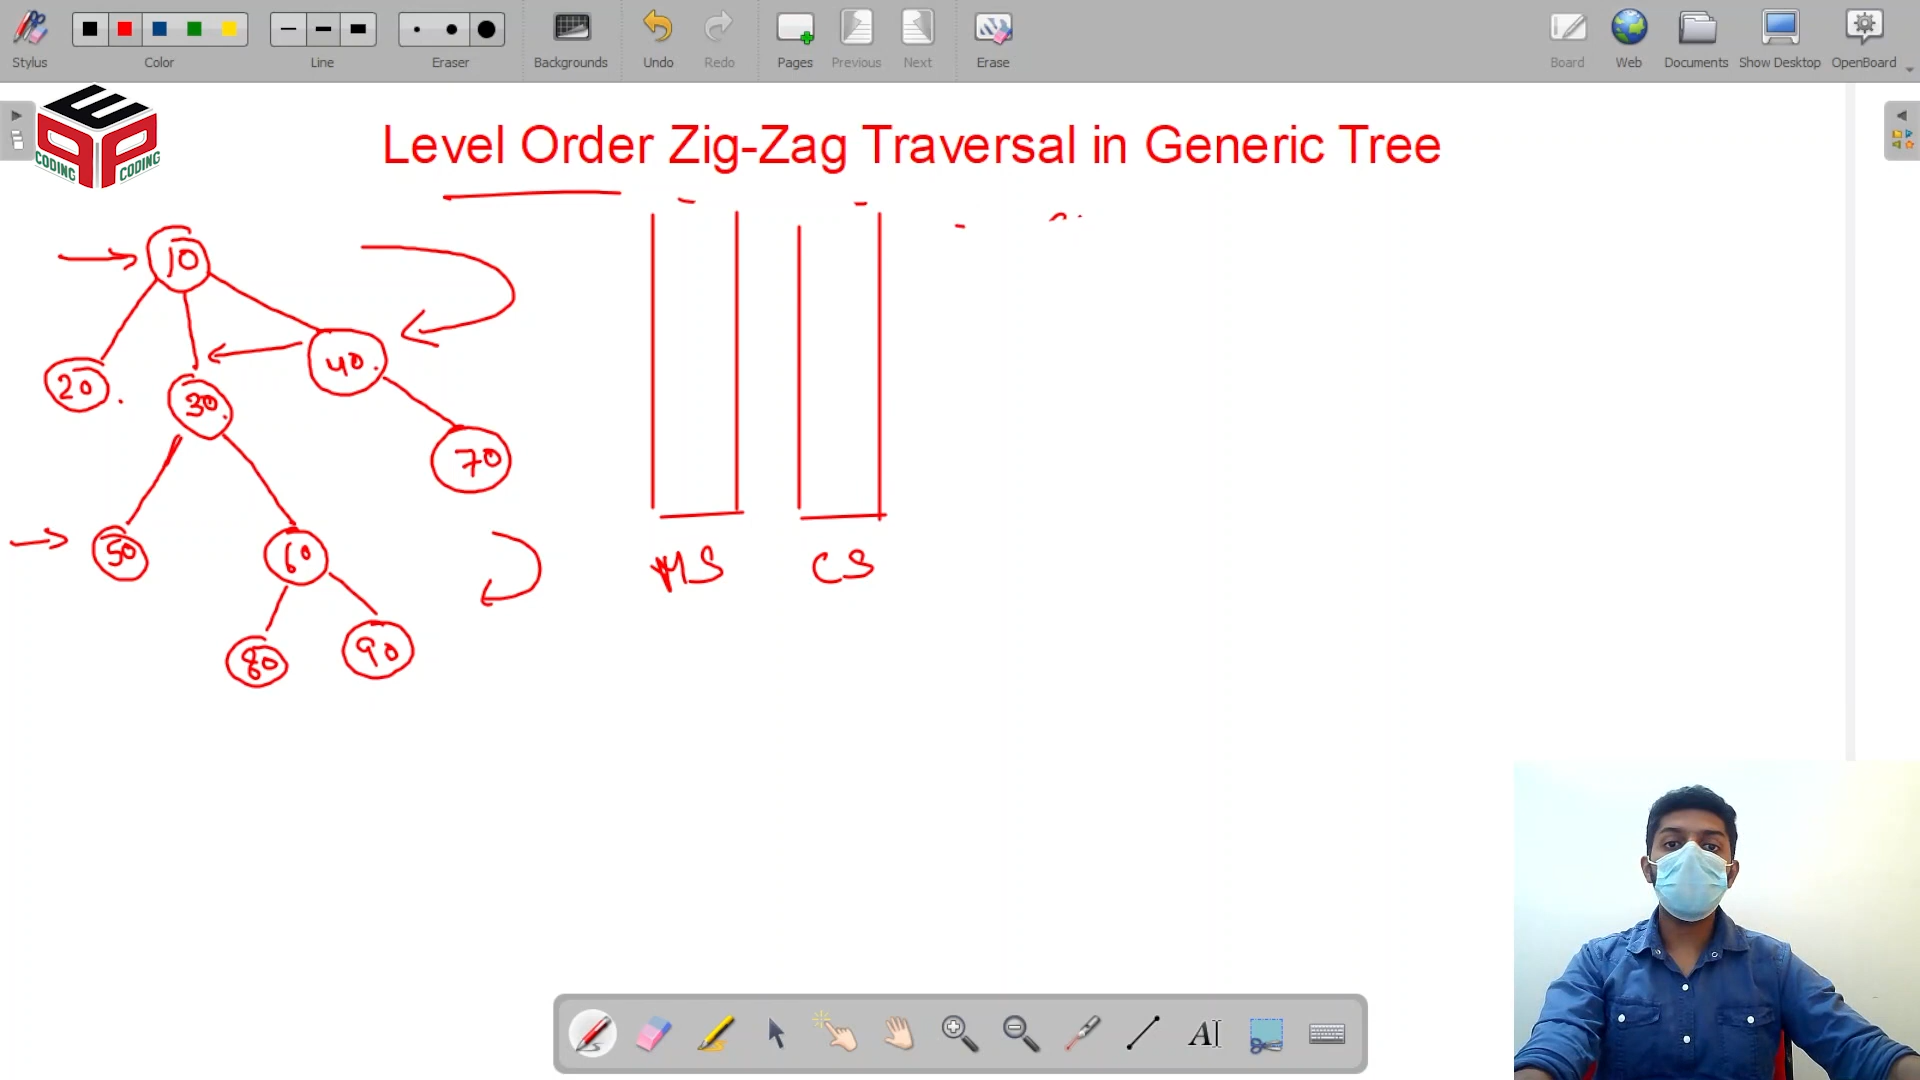 Stylus
Color
Line
Eraser
Backgrounds
Undo
Redo
Pages
Previous
Next
Erase
Board
Web
Documents
Show Desktop
OpenBoard
PEP
CODING CODING
Level Order Zig-Zag Traversal in Generic Tree
10
20
30
40
70
50
60
80
90
MS
CS
AI